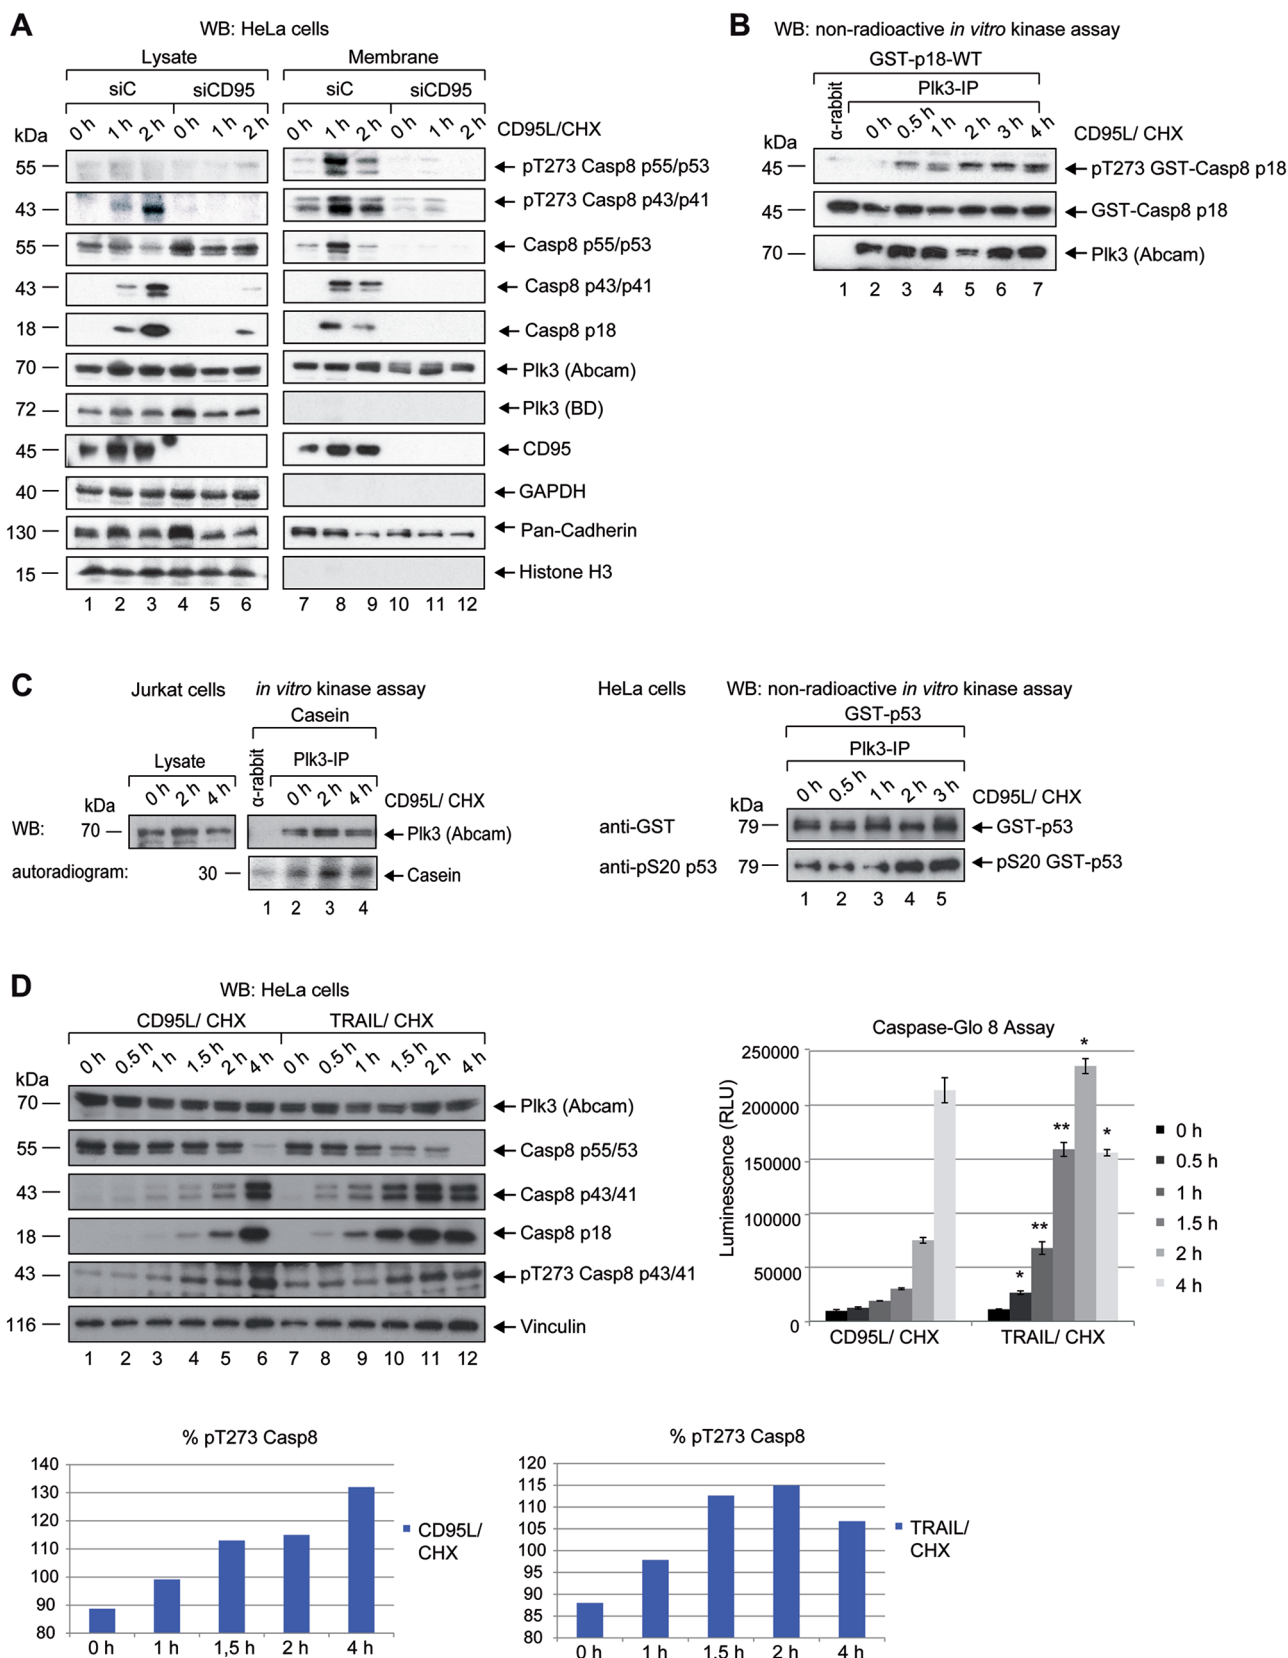 A
WB: HeLa cells
Lysate
Membrane
siC
siCD95
siC
siCD95
0 h 1 h 2 h 0 h 1 h 2 h
0 h 1 h 2 h 0 h 1 h 2 h
CD95L/CHX
kDa
55
pT273 Casp8 p55/p53
43
pT273 Casp8 p43/p41
55
Casp8 p55/p53
43
Casp8 p43/p41
18
Casp8 p18
70
Plk3 (Abcam)
72
Plk3 (BD)
45
CD95
40
GAPDH
130
Pan-Cadherin
15
Histone H3
1 2 3 4 5 6 7 8 9 10 11 12
B
WB: non-radioactive in vitro kinase assay
GST-p18-WT
α-rabbit
Plk3-IP
0 h 0.5 h 1 h 2 h 3 h 4 h
CD95L/ CHX
kDa
45
pT273 GST-Casp8 p18
45
GST-Casp8 p18
70
Plk3 (Abcam)
1 2 3 4 5 6 7
C
Jurkat cells
in vitro kinase assay
Casein
Lysate
α-rabbit
Plk3-IP
0 h 2 h 4 h
0 h 2 h 4 h
CD95L/ CHX
kDa
WB:
70
Plk3 (Abcam)
autoradiogram:
30
Casein
1 2 3 4
HeLa cells
WB: non-radioactive in vitro kinase assay
GST-p53
Plk3-IP
0 h 0.5 h 1 h 2 h 3 h
CD95L/ CHX
kDa
anti-GST
79
GST-p53
anti-pS20 p53
79
pS20 GST-p53
1 2 3 4 5
D
WB: HeLa cells
CD95L/ CHX
TRAIL/ CHX
0 h 0.5 h 1 h 1.5 h 2 h 4 h 0 h 0.5 h 1 h 1.5 h 2 h 4 h
kDa
70
Plk3 (Abcam)
55
Casp8 p55/53
43
Casp8 p43/41
18
Casp8 p18
43
pT273 Casp8 p43/41
116
Vinculin
1 2 3 4 5 6 7 8 9 10 11 12
Caspase-Glo 8 Assay
Luminescence (RLU)
250000
200000
150000
100000
50000
0
* ** ** * *
CD95L/ CHX
TRAIL/ CHX
0 h
0.5 h
1 h
1.5 h
2 h
4 h
% pT273 Casp8
140
130
120
110
100
90
80
0 h 1 h 1,5 h 2 h 4 h
CD95L/
CHX
% pT273 Casp8
120
115
110
105
100
95
90
85
80
0 h 1 h 1.5 h 2 h 4 h
TRAIL/
CHX